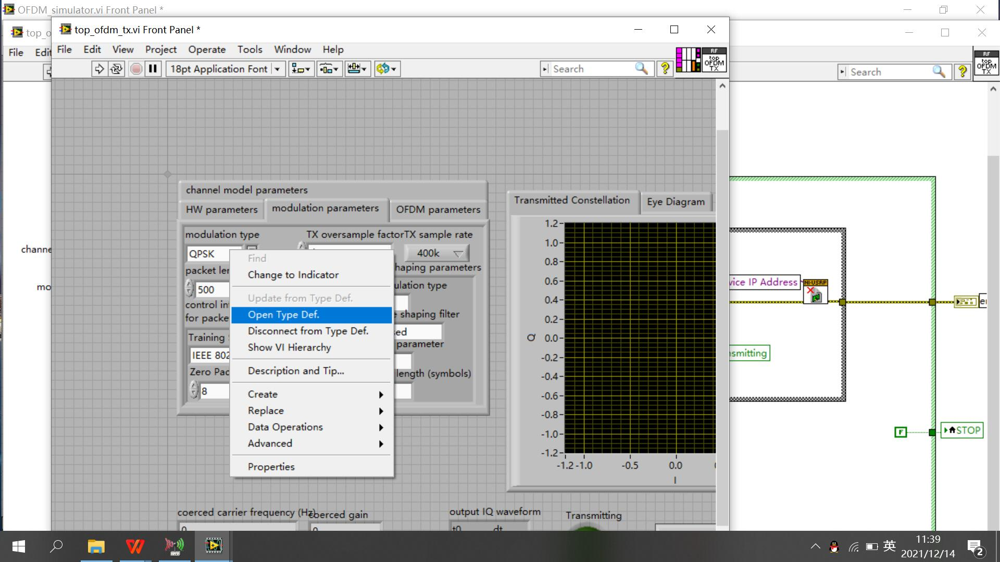 OFDM_simulator.vi Front Panel *
top_o
top_ofdm_tx.vi Front Panel *
File Edit
File Edit View Project Operate Tools Window Help
18pt Application Font
Search
?
RF
top
OFDM
TX
Search
?
RF
top
OFDM
TX
channel model parameters
HW parameters
modulation parameters
OFDM parameters
modulation type
TX oversample factor
TX sample rate
QPSK
400k
packet ler
haping parameters
500
ulation type
control int
for packe
e shaping filter
Training S
sed
IEEE 802
parameter
Zero Pac
length (symbols)
8
Find
Change to Indicator
Update from Type Def.
Open Type Def.
Disconnect from Type Def.
Show VI Hierarchy
Description and Tip...
Create
Replace
Data Operations
Advanced
Properties
channe
mo
Transmitted Constellation
Eye Diagram
1.2
1.0
0.8
0.6
0.4
0.2
0.0
-0.2
-0.4
-0.6
-0.8
-1.0
-1.2
Q
-1.2 -1.0 -0.5 0.0
I
vice IP Address
NI-USRP
nsmitting
F
STOP
coerced carrier frequency (Hz)
coerced gain
output IQ waveform
Transmitting
0
0
t0 dt
英
11:39
2021/12/14
2